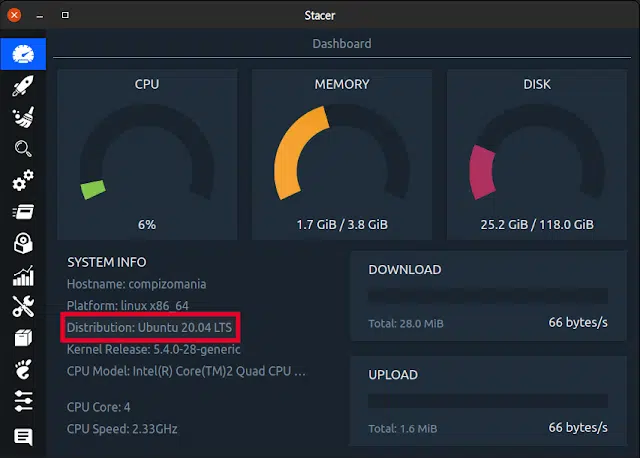 Stacer
Dashboard
CPU
6%
MEMORY
1.7 GiB / 3.8 GiB
DISK
25.2 GiB / 118.0 GiB
SYSTEM INFO
Hostname: compizomania
Platform: linux x86_64
Distribution: Ubuntu 20.04 LTS
Kernel Release: 5.4.0-28-generic
CPU Model: Intel(R) Core(TM)2 Quad CPU ...
CPU Core: 4
CPU Speed: 2.33GHz
DOWNLOAD
Total: 28.0 MiB
66 bytes/s
UPLOAD
Total: 1.6 MiB
66 bytes/s